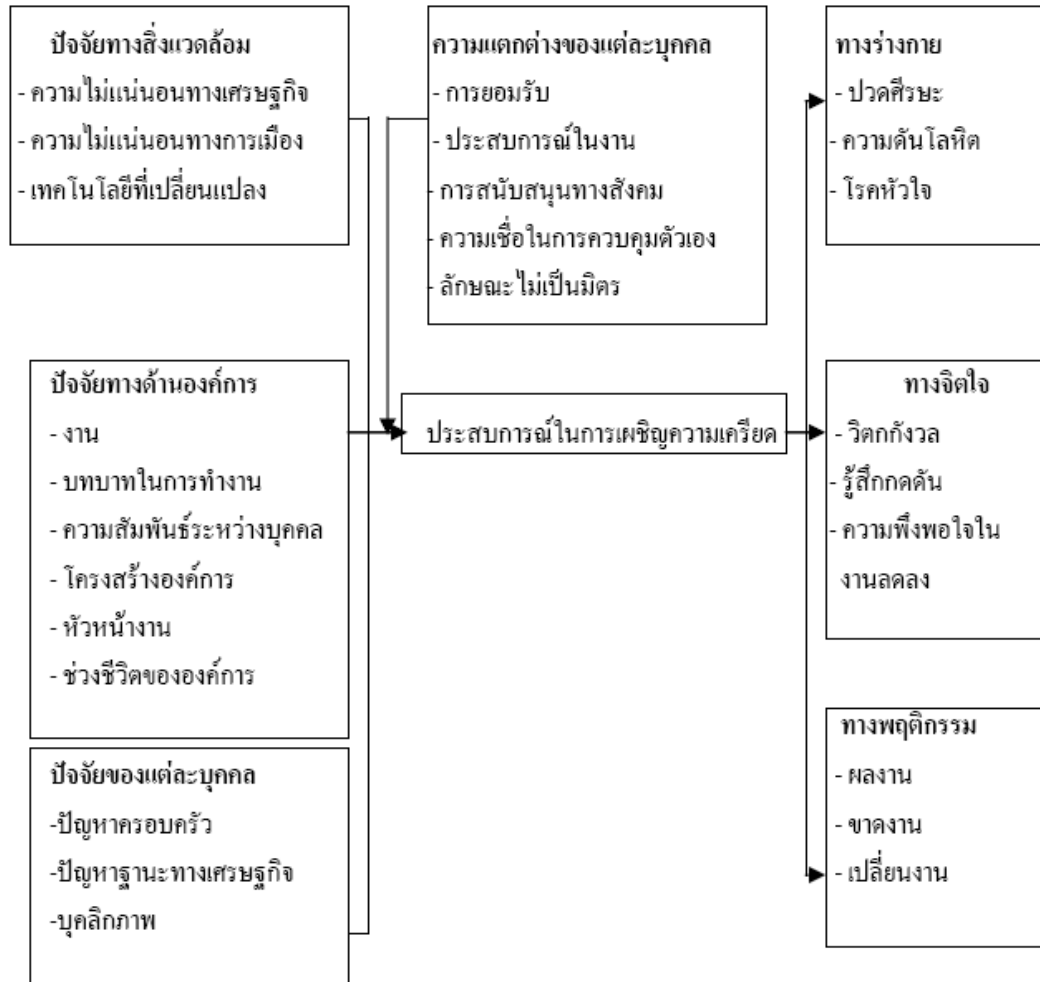 ปัจจัยทางสิ่งแวดล้อม
- ความไม่แน่นอนทางเศรษฐกิจ
- ความไม่แน่นอนทางการเมือง
- เทคโนโลยีที่เปลี่ยนแปลง
ความแตกต่างของแต่ละบุคคล
- การยอมรับ
- ประสบการณ์ในงาน
- การสนับสนุนทางสังคม
- ความเชื่อในการควบคุมตัวเอง
- ลักษณะไม่เป็นมิตร
ทางร่างกาย
- ปวดศีรษะ
- ความดันโลหิต
- โรคหัวใจ
ปัจจัยทางด้านองค์การ
- งาน
- บทบาทในการทำงาน
- ความสัมพันธ์ระหว่างบุคคล
- โครงสร้างองค์การ
- หัวหน้างาน
- ช่วงชีวิตขององค์การ
ประสบการณ์ในการเผชิญความเครียด
ทางจิตใจ
- วิตกกังวล
- รู้สึกกดดัน
- ความพึงพอใจใน
งานลดลง
ปัจจัยของแต่ละบุคคล
-ปัญหาครอบครัว
-ปัญหาฐานะทางเศรษฐกิจ
-บุคลิกภาพ
ทางพฤติกรรม
- ผลงาน
- ขาดงาน
- เปลี่ยนงาน